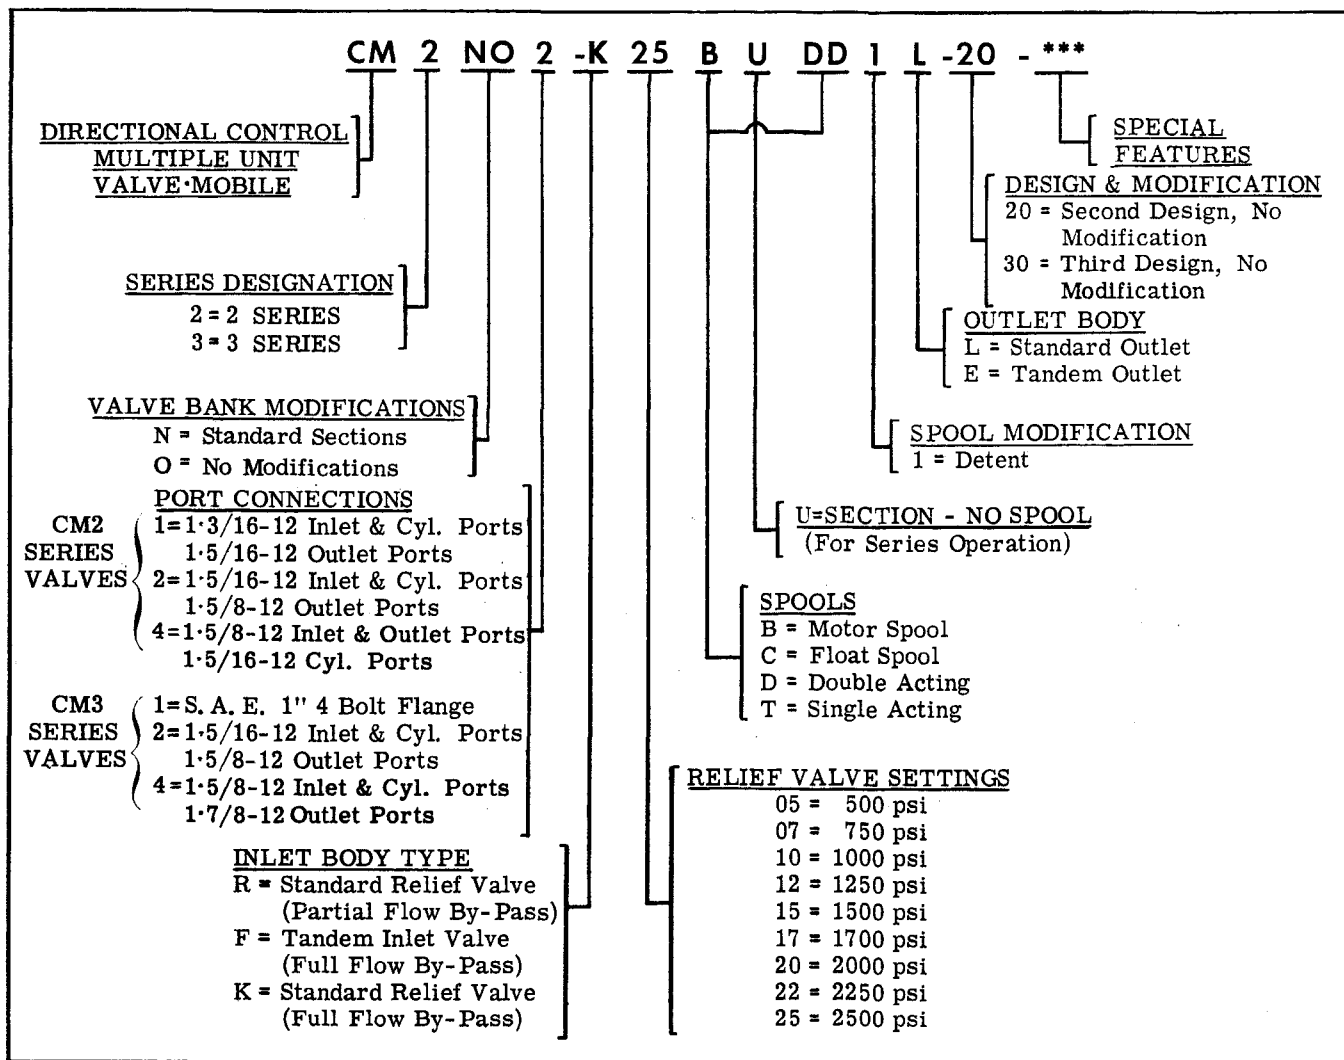 CM 2 NO 2 -K 25 B U DD 1 L -20 - ***
DIRECTIONAL CONTROL
MULTIPLE UNIT
VALVE·MOBILE
SERIES DESIGNATION
2 = 2 SERIES
3 = 3 SERIES
VALVE BANK MODIFICATIONS
N = Standard Sections
O = No Modifications
PORT CONNECTIONS
CM2
SERIES
VALVES
1=1·3/16-12 Inlet & Cyl. Ports
1·5/16-12 Outlet Ports
2=1·5/16-12 Inlet & Cyl. Ports
1·5/8-12 Outlet Ports
4=1·5/8-12 Inlet & Outlet Ports
1·5/16-12 Cyl. Ports
CM3
SERIES
VALVES
1=S. A. E. 1" 4 Bolt Flange
2=1·5/16-12 Inlet & Cyl. Ports
1·5/8-12 Outlet Ports
4=1·5/8-12 Inlet & Cyl. Ports
1·7/8-12 Outlet Ports
INLET BODY TYPE
R = Standard Relief Valve
(Partial Flow By-Pass)
F = Tandem Inlet Valve
(Full Flow By-Pass)
K = Standard Relief Valve
(Full Flow By-Pass)
SPECIAL
FEATURES
DESIGN & MODIFICATION
20 = Second Design, No
Modification
30 = Third Design, No
Modification
OUTLET BODY
L = Standard Outlet
E = Tandem Outlet
SPOOL MODIFICATION
1 = Detent
U=SECTION - NO SPOOL
(For Series Operation)
SPOOLS
B = Motor Spool
C = Float Spool
D = Double Acting
T = Single Acting
RELIEF VALVE SETTINGS
05 = 500 psi
07 = 750 psi
10 = 1000 psi
12 = 1250 psi
15 = 1500 psi
17 = 1700 psi
20 = 2000 psi
22 = 2250 psi
25 = 2500 psi